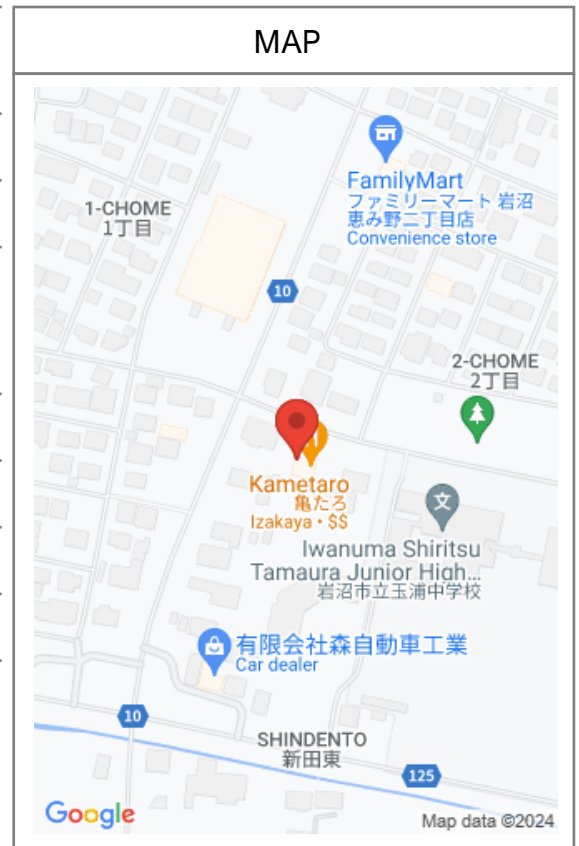 MAP
FamilyMart
ファミリーマート 岩沼
恵み野二丁目店
Convenience store
1-CHOME
1丁目
10
2-CHOME
2丁目
Kametaro
亀たろ
Izakaya・$$
文
Iwanuma Shiritsu
Tamaura Junior High...
岩沼市立玉浦中学校
有限会社森自動車工業
Car dealer
10
SHINDENTO
新田東
125
Google
Map data ©2024